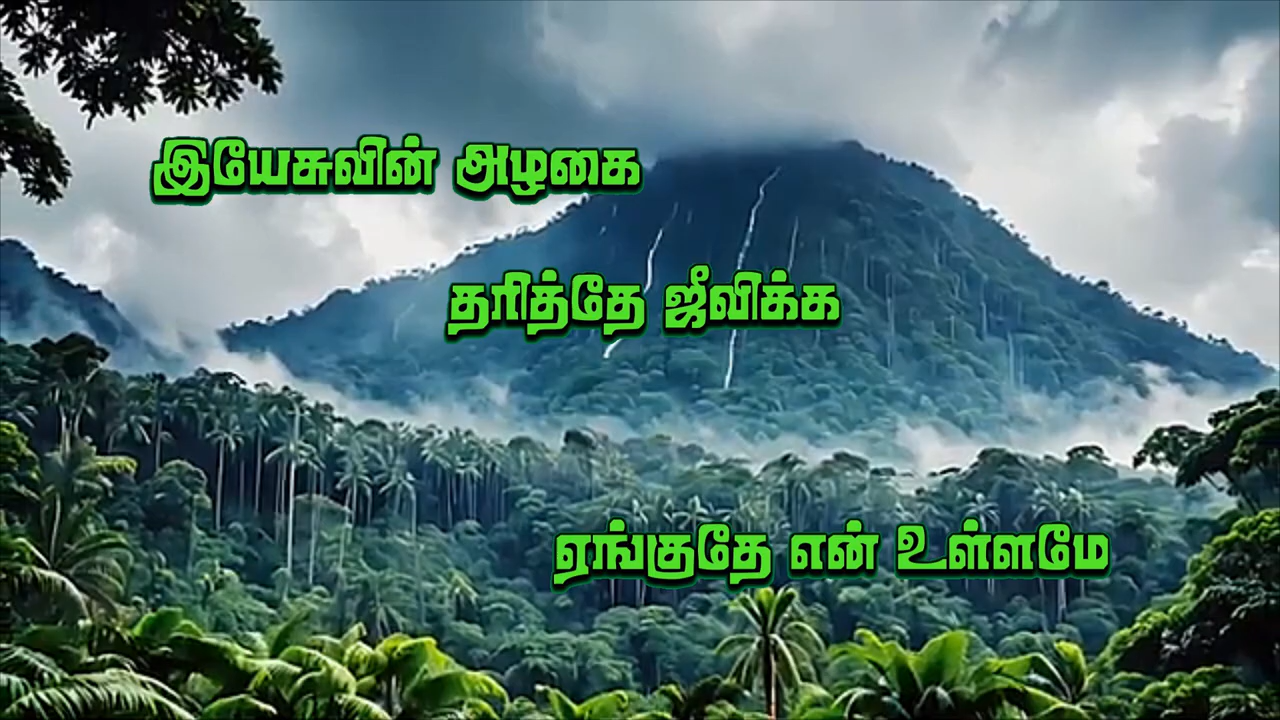 இயேசுவின் அழகை
தரித்தே ஜீவிக்க
ஏங்குதே என் உள்ளமே